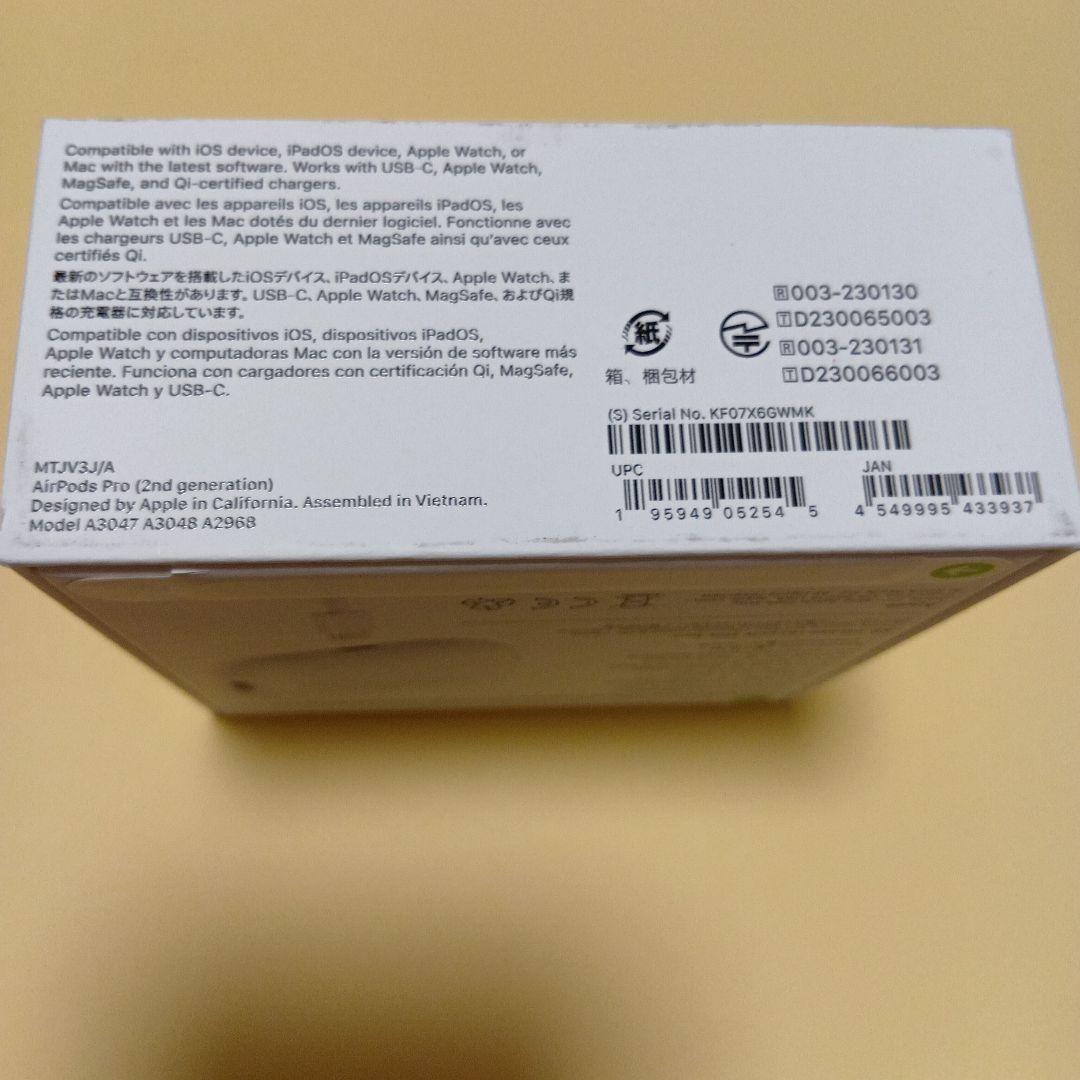 Compatible with iOS device, iPadOS device, Apple Watch, or
Mac with the latest software. Works with USB-C, Apple Watch,
MagSafe, and Qi-certified chargers.
Compatible avec les appareils iOS, les appareils iPadOS, les
Apple Watch et les Mac dotés du dernier logiciel. Fonctionne avec
les chargeurs USB-C, Apple Watch et MagSafe ainsi qu'avec ceux
certifiés Qi.
最新のソフトウェアを搭載したiOSデバイス、iPadOSデバイス、Apple Watch、ま
たはMacと互換性があります。USB-C、Apple Watch、MagSafe、およびQi規
格の充電器に対応しています。
Compatible con dispositivos iOS, dispositivos iPadOS,
Apple Watch y computadoras Mac con la versión de software más
reciente. Funciona con cargadores con certificación Qi, MagSafe,
Apple Watch y USB-C.
MTJV3J/A
AirPods Pro (2nd generation)
Designed by Apple in California. Assembled in Vietnam.
Model A3047 A3048 A2968
紙
箱、梱包材
R 003-230130
T D230065003
R 003-230131
T D230066003
(S) Serial No. KF07X6GWMK
UPC
1 95949 05254 5
JAN
4 549995 433937